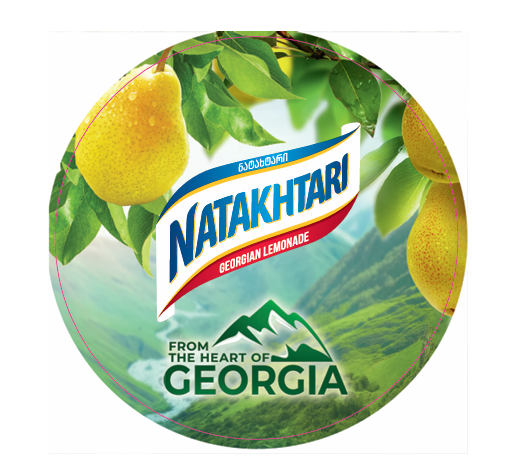 ნატახტარი
NATAKHTARI
GEORGIAN LEMONADE
FROM
THE HEART OF
GEORGIA